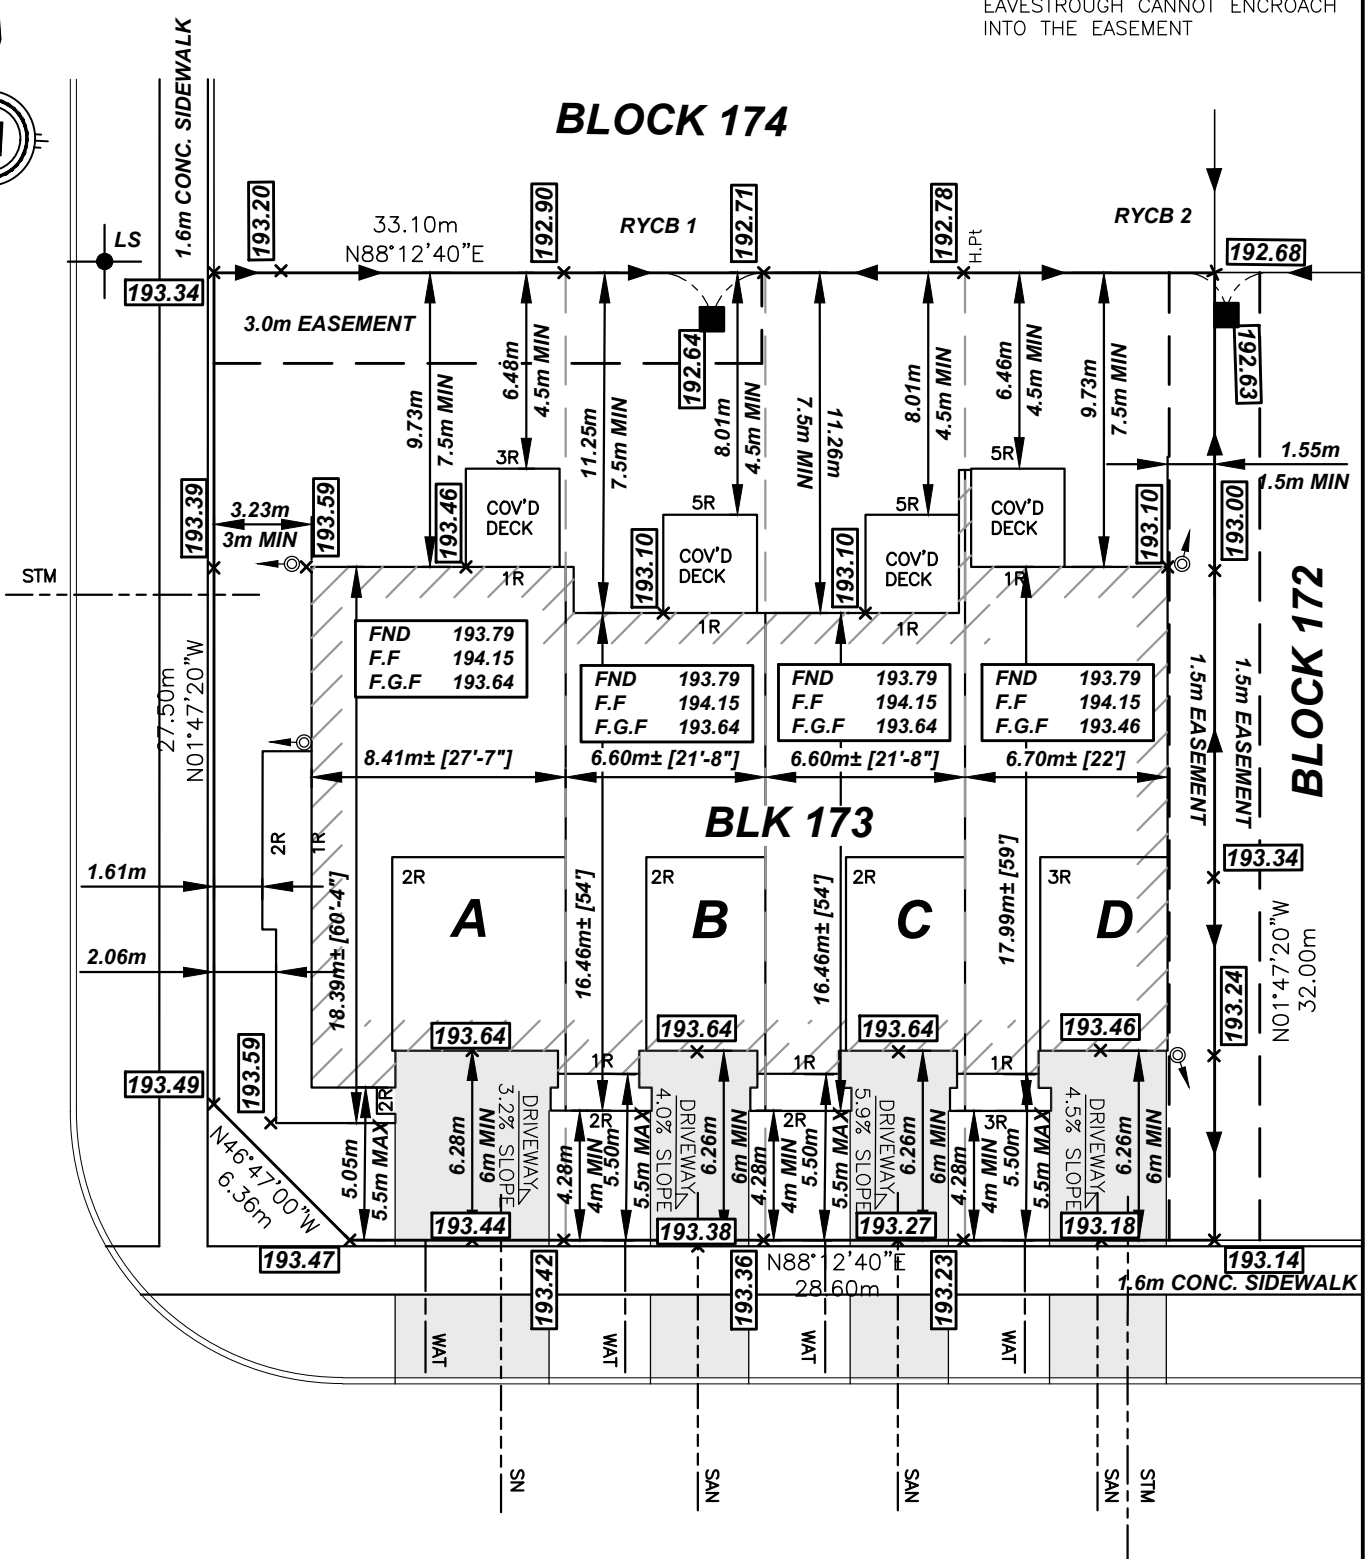 EAVESTROUGH CANNOT ENCROACH
INTO THE EASEMENT
1.6m CONC. SIDEWALK
BLOCK 174
LS
193.20
33.10m
N88°12'40"E
192.90
RYCB 1
192.71
192.78
H.Pt
RYCB 2
192.68
193.34
3.0m EASEMENT
192.64
192.63
9.73m
7.5m MIN
6.48m
4.5m MIN
11.25m
7.5m MIN
8.01m
4.5m MIN
11.26m
7.5m MIN
8.01m
4.5m MIN
6.46m
4.5m MIN
9.73m
7.5m MIN
1.55m
1.5m MIN
193.39
3.23m
3m MIN
193.59
193.46
3R
COV'D
DECK
1R
193.10
5R
COV'D
DECK
1R
193.10
5R
COV'D
DECK
1R
5R
COV'D
DECK
1R
193.10
193.00
STM
27.50m
N01°47'20"W
FND 193.79
F.F 194.15
F.G.F 193.64
FND 193.79
F.F 194.15
F.G.F 193.64
FND 193.79
F.F 194.15
F.G.F 193.64
FND 193.79
F.F 194.15
F.G.F 193.46
1.5m EASEMENT
1.5m EASEMENT
BLOCK 172
8.41m± [27'-7"]
6.60m± [21'-8"]
6.60m± [21'-8"]
6.70m± [22']
BLK 173
2R
1R
1.61m
2.06m
18.39m± [60'-4"]
2R
A
16.46m± [54']
2R
B
16.46m± [54']
2R
C
17.99m± [59']
3R
D
193.34
193.24
N01°47'20"W
32.00m
193.49
193.59
193.64
193.64
193.64
193.46
N46°47'00"W
6.36m
2R
5.05m
5.5m MAX
6.28m
6m MIN
DRIVEWAY
3.2% SLOPE
1R
2R
4.28m
4m MIN
5.50m
5.5m MAX
DRIVEWAY
4.0% SLOPE
6.26m
6m MIN
1R
2R
4.28m
4m MIN
5.50m
5.5m MAX
DRIVEWAY
5.9% SLOPE
6.26m
6m MIN
1R
3R
4.28m
4m MIN
5.50m
5.5m MAX
DRIVEWAY
4.5% SLOPE
6.26m
6m MIN
193.44
193.38
193.27
193.18
193.47
193.42
193.36
N88°12'40"E
28.60m
193.23
193.14
1.6m CONC. SIDEWALK
WAT
WAT
WAT
WAT
SN
SAN
SAN
SAN
STM